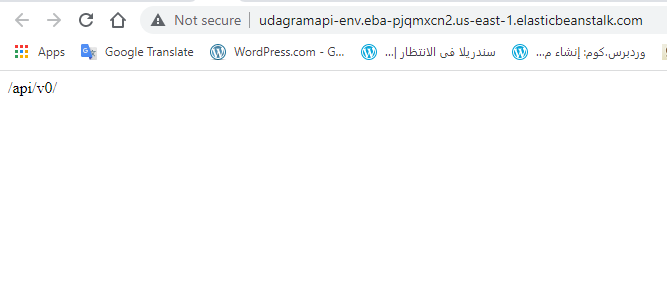 Not secure | udagramapi-env.eba-pjqmxcn2.us-east-1.elasticbeanstalk.com
Apps Google Translate WordPress.com - G... سندريلا فى الانتظار |... وردبرس.كوم: إنشاء م...
/api/v0/